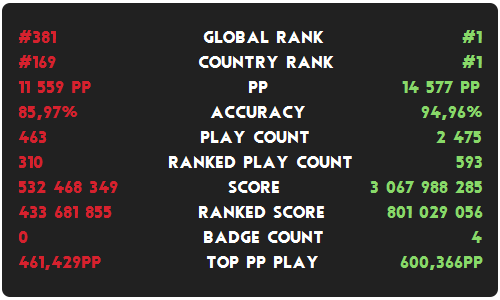 #381 GLOBAL RANK #1
#169 COUNTRY RANK #1
11 559 PP PP 14 577 PP
85,97% ACCURACY 94,96%
463 PLAY COUNT 2 475
310 RANKED PLAY COUNT 593
532 468 349 SCORE 3 067 988 285
433 681 855 RANKED SCORE 801 029 056
0 BADGE COUNT 4
461,429PP TOP PP PLAY 600,366PP